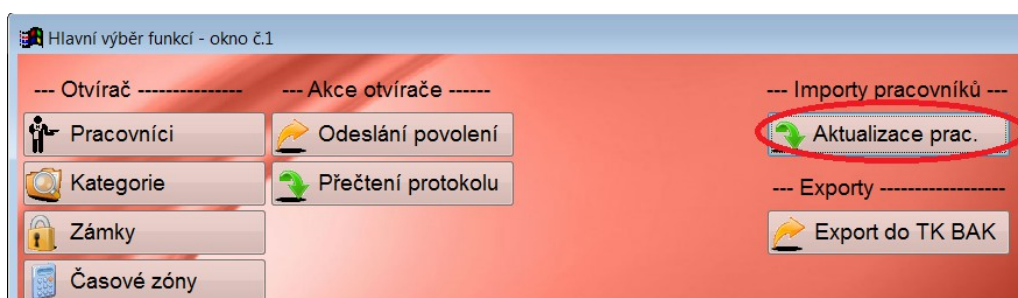 Hlavní výběr funkcí - okno č.1
--- Otvírač ---------------
--- Akce otvírače ------
--- Importy pracovníků ---
Pracovníci
Odeslání povolení
Aktualizace prac.
Kategorie
Přečtení protokolu
--- Exporty ------------------
Zámky
Export do TK BAK
Časové zóny